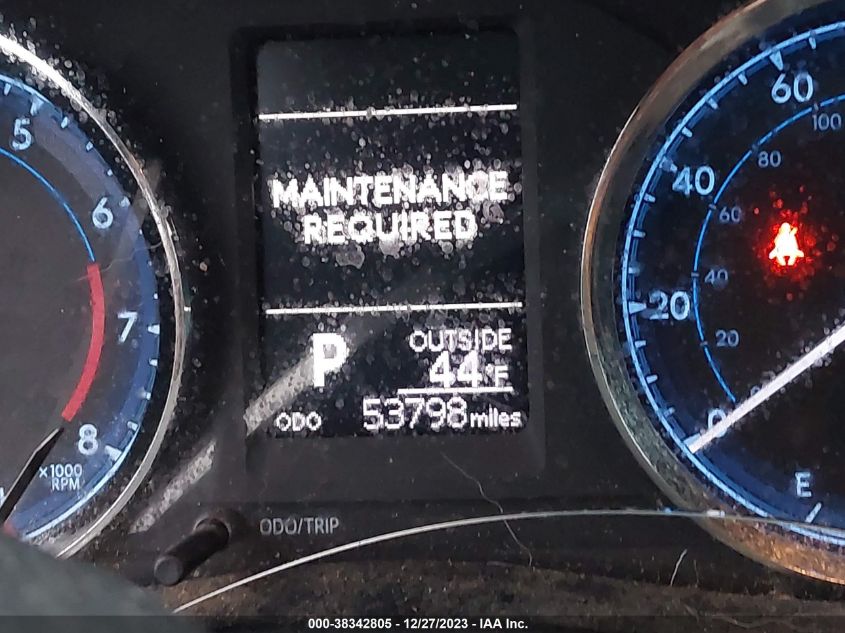 5
6
7
8
×1000
RPM
MAINTENANCE
REQUIRED
P
OUTSIDE
44°F
ODO 53798 miles
ODO/TRIP
60
40
20
0
100
80
60
40
20
E
000-38342805 - 12/27/2023 - IAA Inc.